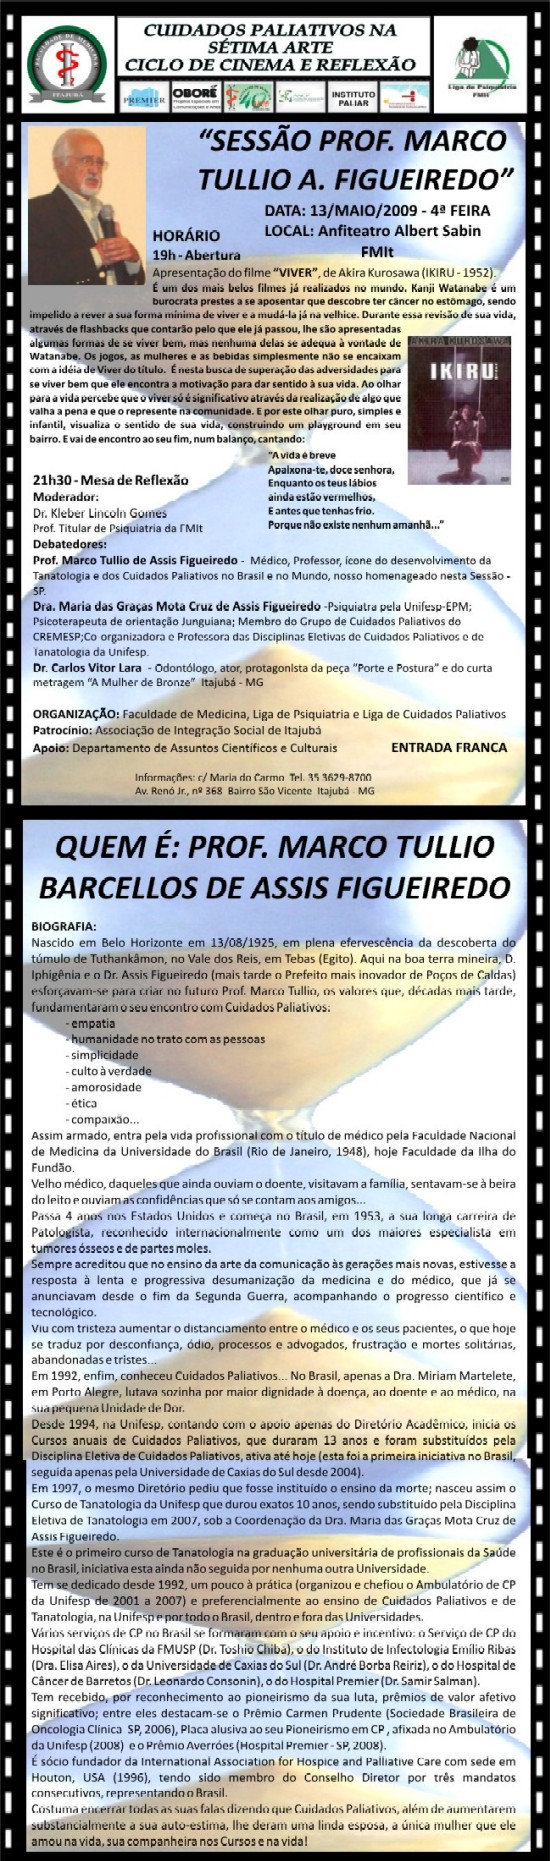 CUIDADOS PALIATIVOS NA
SÉTIMA ARTE
CICLO DE CINEMA E REFLEXÃO
FACULDADE DE MEDICINA
ITAJUBÁ
PREMIER
OBORÉ
INSTITUTO
PALIAR
Liga de Psiquiatria
FMIt
“SESSÃO PROF. MARCO
TULLIO A. FIGUEIREDO”
DATA: 13/MAIO/2009 - 4ª FEIRA
LOCAL: Anfiteatro Albert Sabin
FMIt
HORÁRIO
19h - Abertura
Apresentação do filme “VIVER”, de Akira Kurosawa (IKIRU - 1952).
É um dos mais belos filmes já realizados no mundo. Kanji Watanabe é um
burocrata prestes a se aposentar que descobre ter câncer no estômago, sendo
impelido a rever a sua forma mínima de viver e a mudá-la já na velhice. Durante essa revisão de sua vida,
através de flashbacks que contarão pelo que ele já passou, lhe são apresentadas
algumas formas de se viver bem, mas nenhuma delas se adequa à vontade de
Watanabe. Os jogos, as mulheres e as bebidas simplesmente não se encaixam
com a idéia de Viver do título. É nesta busca de superação das adversidades para
se viver bem que ele encontra a motivação para dar sentido à sua vida. Ao olhar
para a vida percebe que o viver só é significativo através da realização de algo que
valha a pena e que o represente na comunidade. E por este olhar puro, simples e
infantil, visualiza o sentido de sua vida, construindo um playground em seu
bairro. E vai de encontro ao seu fim, num balanço, cantando:
AKIRA KUROSAWA
IKIRU
“A vida é breve
Apaixona-te, doce senhora,
Enquanto os teus lábios
ainda estão vermelhos,
E antes que tenhas frio.
Porque não existe nenhum amanhã...”
21h30 - Mesa de Reflexão
Moderador:
Dr. Kleber Lincoln Gomes
Prof. Titular de Psiquiatria da FMIt
Debatedores:
Prof. Marco Tullio de Assis Figueiredo - Médico, Professor, ícone do desenvolvimento da
Tanatologia e dos Cuidados Paliativos no Brasil e no Mundo, nosso homenageado nesta Sessão -
SP.
Dra. Maria das Graças Mota Cruz de Assis Figueiredo -Psiquiatra pela Unifesp-EPM;
Psicoterapeuta de orientação Junguiana; Membro do Grupo de Cuidados Paliativos do
CREMESP;Co-organizadora e Professora das Disciplinas Eletivas de Cuidados Paliativos e de
Tanatologia da Unifesp.
Dr. Carlos Vitor Lara - Odontólogo, ator, protagonista da peça “Porte e Postura” e do curta
metragem “A Mulher de Bronze” Itajubá - MG
ORGANIZAÇÃO: Faculdade de Medicina, Liga de Psiquiatria e Liga de Cuidados Paliativos
Patrocínio: Associação de Integração Social de Itajubá
Apoio: Departamento de Assuntos Científicos e Culturais ENTRADA FRANCA
Informações: c/ Maria do Carmo Tel. 35 3629-8700
Av. Renó Jr., nº 368 Bairro São Vicente Itajubá - MG
QUEM É: PROF. MARCO TULLIO
BARCELLOS DE ASSIS FIGUEIREDO
BIOGRAFIA:
Nascido em Belo Horizonte em 13/08/1925, em plena efervescência da descoberta do
túmulo de Tuthankâmon, no Vale dos Reis, em Tebas (Egito). Aqui na boa terra mineira, D.
Iphigênia e o Dr. Assis Figueiredo (mais tarde o Prefeito mais inovador de Poços de Caldas)
esforçavam-se para criar no futuro Prof. Marco Tullio, os valores que, décadas mais tarde,
fundamentaram o seu encontro com Cuidados Paliativos:
- empatia
- humanidade no trato com as pessoas
- simplicidade
- culto à verdade
- amorosidade
- ética
- compaixão...
Assim armado, entra pela vida profissional com o título de médico pela Faculdade Nacional
de Medicina da Universidade do Brasil (Rio de Janeiro, 1948), hoje Faculdade da Ilha do
Fundão.
Velho médico, daqueles que ainda ouviam o doente, visitavam a família, sentavam-se à beira
do leito e ouviam as confidências que só se contam aos amigos...
Passa 4 anos nos Estados Unidos e começa no Brasil, em 1953, a sua longa carreira de
Patologista, reconhecido internacionalmente como um dos maiores especialista em
tumores ósseos e de partes moles.
Sempre acreditou que no ensino da arte da comunicação às gerações mais novas, estivesse a
resposta à lenta e progressiva desumanização da medicina e do médico, que já se
anunciavam desde o fim da Segunda Guerra, acompanhando o progresso científico e
tecnológico.
Viu com tristeza aumentar o distanciamento entre o médico e os seus pacientes, o que hoje
se traduz por desconfiança, ódio, processos e advogados, frustração e mortes solitárias,
abandonadas e tristes...
Em 1992, enfim, conheceu Cuidados Paliativos... No Brasil, apenas a Dra. Miriam Martelete,
em Porto Alegre, lutava sozinha por maior dignidade à doença, ao doente e ao médico, na
sua pequena Unidade de Dor.
Desde 1994, na Unifesp, contando com o apoio apenas do Diretório Acadêmico, inicia os
Cursos anuais de Cuidados Paliativos, que duraram 13 anos e foram substituídos pela
Disciplina Eletiva de Cuidados Paliativos, ativa até hoje (esta foi a primeira iniciativa no Brasil,
seguida apenas pela Universidade de Caxias do Sul desde 2004).
Em 1997, o mesmo Diretório pediu que fosse instituído o ensino da morte; nasceu assim o
Curso de Tanatologia da Unifesp que durou exatos 10 anos, sendo substituído pela Disciplina
Eletiva de Tanatologia em 2007, sob a Coordenação da Dra. Maria das Graças Mota Cruz de
Assis Figueiredo.
Este é o primeiro curso de Tanatologia na graduação universitária de profissionais da Saúde
no Brasil, iniciativa esta ainda não seguida por nenhuma outra Universidade.
Tem se dedicado desde 1992, um pouco à prática (organizou e chefiou o Ambulatório de CP
da Unifesp de 2001 a 2007) e preferencialmente ao ensino de Cuidados Paliativos e de
Tanatologia, na Unifesp e por todo o Brasil, dentro e fora das Universidades.
Vários serviços de CP no Brasil se formaram com o seu apoio e incentivo: o Serviço de CP do
Hospital das Clínicas da FMUSP (Dr. Toshio Chiba), o do Instituto de Infectologia Emílio Ribas
(Dra. Elisa Aires), o da Universidade de Caxias do Sul (Dr. André Borba Reiriz), o do Hospital de
Câncer de Barretos (Dr. Leonardo Consonin), o do Hospital Premier (Dr. Samir Salman).
Tem recebido, por reconhecimento ao pioneirismo da sua luta, prêmios de valor afetivo
significativo; entre eles destacam-se o Prêmio Carmen Prudente (Sociedade Brasileira de
Oncologia Clínica SP, 2006), Placa alusiva ao seu Pioneirismo em CP , afixada no Ambulatório
da Unifesp (2008) e o Prêmio Averróes (Hospital Premier - SP, 2008).
É sócio fundador da International Association for Hospice and Palliative Care com sede em
Houton, USA (1996), tendo sido membro do Conselho Diretor por três mandatos
consecutivos, representando o Brasil.
Costuma encerrar todas as suas falas dizendo que Cuidados Paliativos, além de aumentarem
substancialmente a sua auto-estima, lhe deram uma linda esposa, a única mulher que ele
amou na vida, sua companheira nos Cursos e na vida!